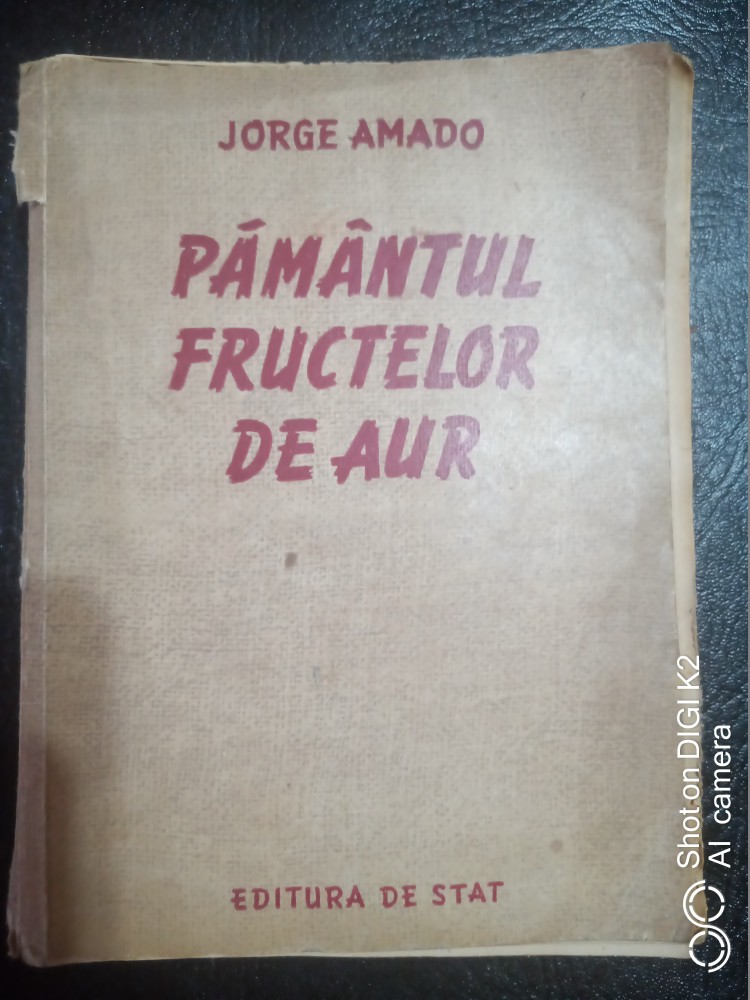 JORGE AMADO
PĂMÂNTUL
FRUCTELOR
DE AUR
EDITURA DE STAT
Shot on DIGI K2
AI camera